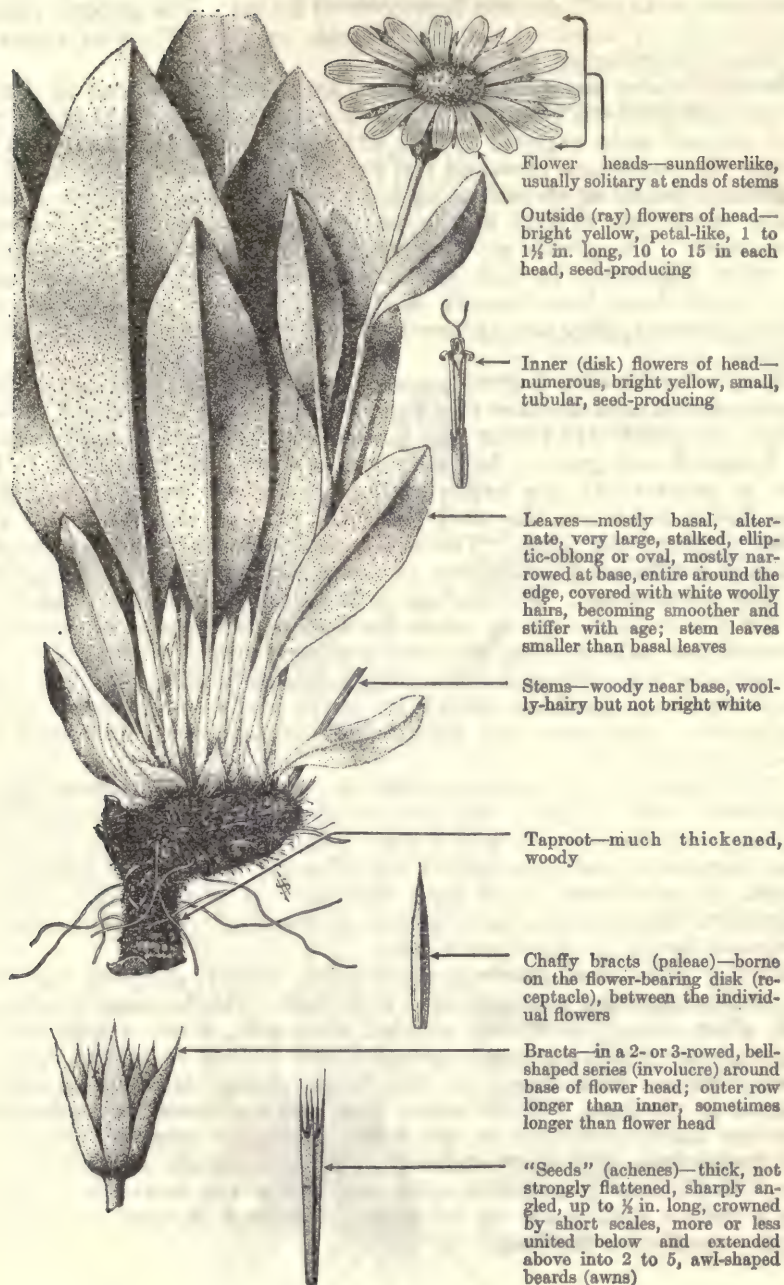 Flower heads—sunflowerlike,
usually solitary at ends of stems
Outside (ray) flowers of head—
bright yellow, petal-like, 1 to
1½ in. long, 10 to 15 in each
head, seed-producing
Inner (disk) flowers of head—
numerous, bright yellow, small,
tubular, seed-producing
Leaves—mostly basal, alter-
nate, very large, stalked, ellip-
tic-oblong or oval, mostly nar-
rowed at base, entire around the
edge, covered with white woolly
hairs, becoming smoother and
stiffer with age; stem leaves
smaller than basal leaves
Stems—woody near base, wool-
ly-hairy but not bright white
Taproot—much thickened,
woody
Chaffy bracts (paleae)—borne
on the flower-bearing disk (re-
ceptacle), between the individ-
ual flowers
Bracts—in a 2- or 3-rowed, bell-
shaped series (involucre) around
base of flower head; outer row
longer than inner, sometimes
longer than flower head
"Seeds" (achenes)—thick, not
strongly flattened, sharply an-
gled, up to in. long, crowned
by short scales, more or less
united below and extended
above into 2 to 5, awl-shaped
beards (awns)